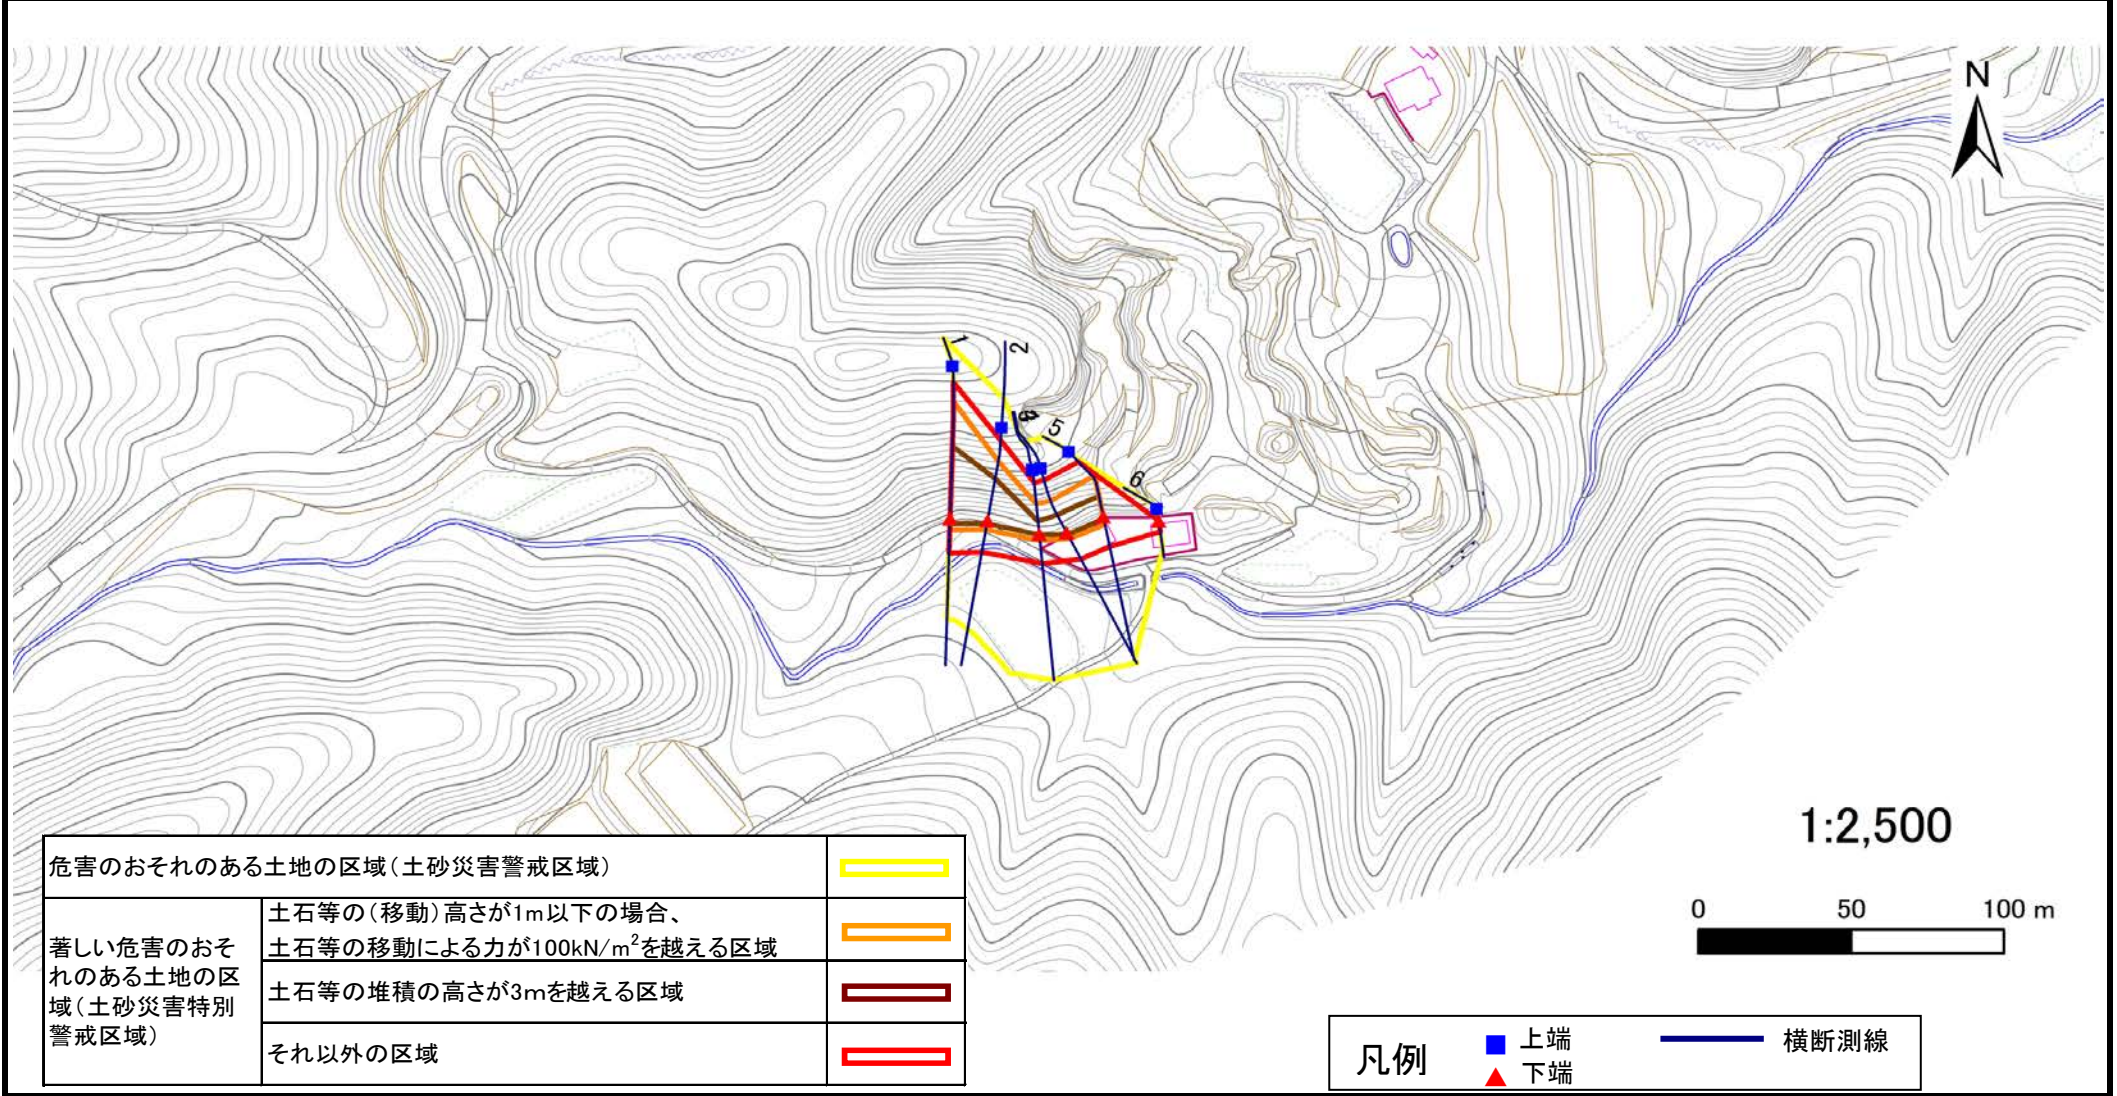 N
1
2
5
6
危害のおそれのある土地の区域(土砂災害警戒区域)
著しい危害のおそ
れのある土地の区
域(土砂災害特別
警戒区域)
土石等の(移動)高さが1m以下の場合、
土石等の移動による力が100kN/m²を越える区域
土石等の堆積の高さが3mを越える区域
それ以外の区域
1:2,500
0 50 100 m
凡例
上端
下端
横断測線